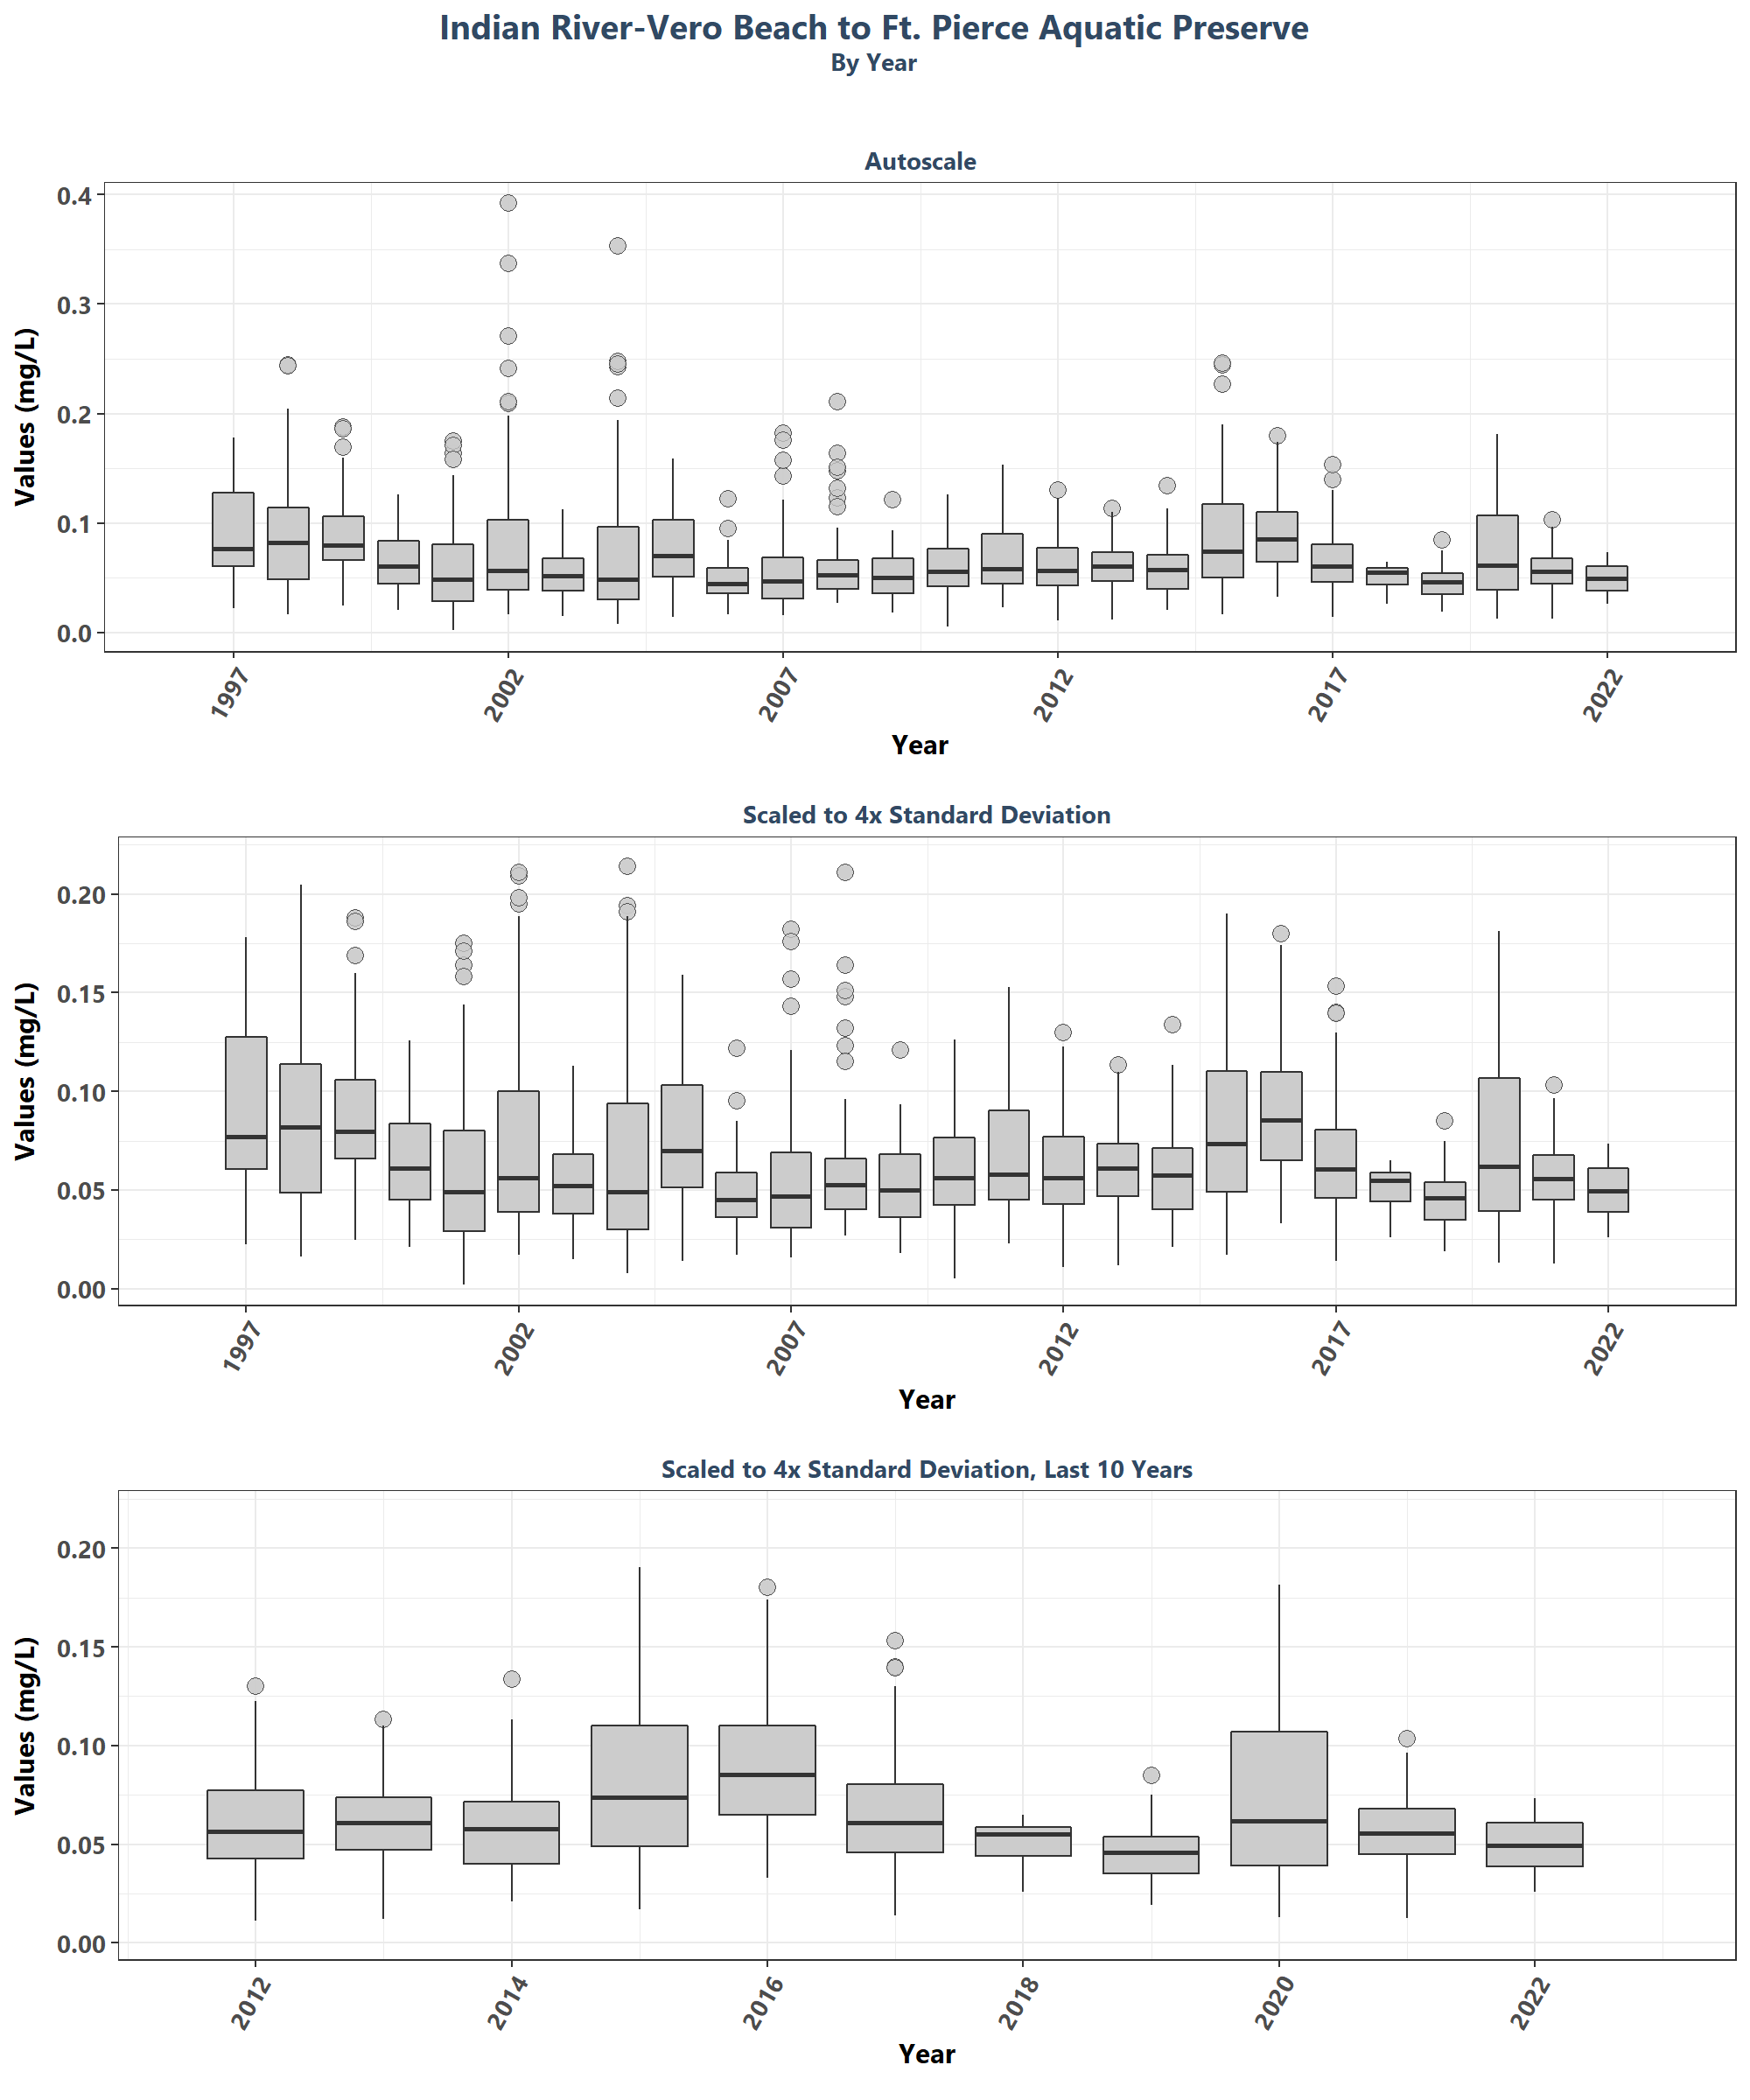 Indian River-Vero Beach to Ft. Pierce Aquatic Preserve
By Year
Autoscale
Values (mg/L)
0.4
0.3
0.2
0.1
0.0
1997 2002 2007 2012 2017 2022
Year
Scaled to 4x Standard Deviation
Values (mg/L)
0.20
0.15
0.10
0.05
0.00
1997 2002 2007 2012 2017 2022
Year
Scaled to 4x Standard Deviation, Last 10 Years
Values (mg/L)
0.20
0.15
0.10
0.05
0.00
2012 2014 2016 2018 2020 2022
Year